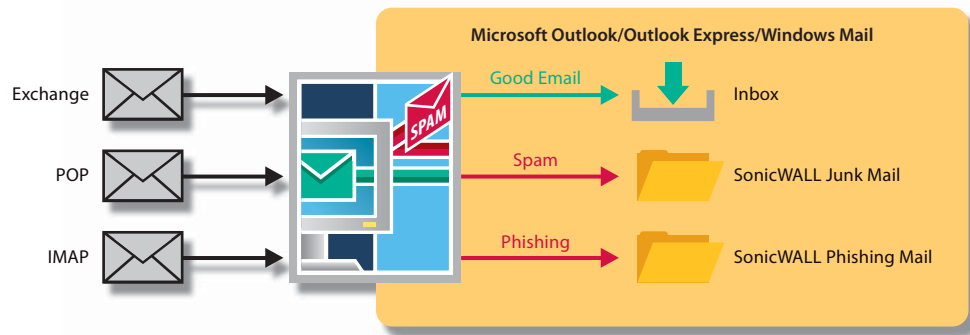 Microsoft Outlook/Outlook Express/Windows Mail
Exchange
Good Email
Inbox
SPAM
POP
Spam
SonicWALL Junk Mail
IMAP
Phishing
SonicWALL Phishing Mail